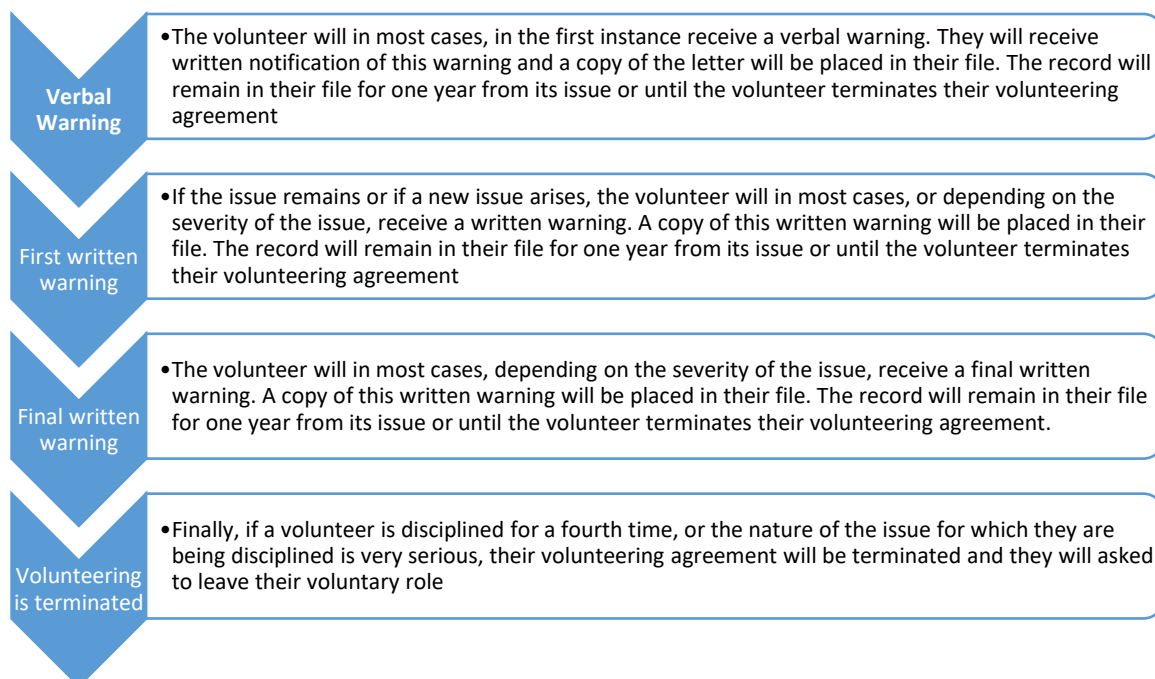 Verbal
Warning
•The volunteer will in most cases, in the first instance receive a verbal warning. They will receive
written notification of this warning and a copy of the letter will be placed in their file. The record will
remain in their file for one year from its issue or until the volunteer terminates their volunteering
agreement
First written
warning
•If the issue remains or if a new issue arises, the volunteer will in most cases, or depending on the
severity of the issue, receive a written warning. A copy of this written warning will be placed in their
file. The record will remain in their file for one year from its issue or until the volunteer terminates
their volunteering agreement
Final written
warning
•The volunteer will in most cases, depending on the severity of the issue, receive a final written
warning. A copy of this written warning will be placed in their file. The record will remain in their file
for one year from its issue or until the volunteer terminates their volunteering agreement.
Volunteering
is terminated
•Finally, if a volunteer is disciplined for a fourth time, or the nature of the issue for which they are
being disciplined is very serious, their volunteering agreement will be terminated and they will asked
to leave their voluntary role